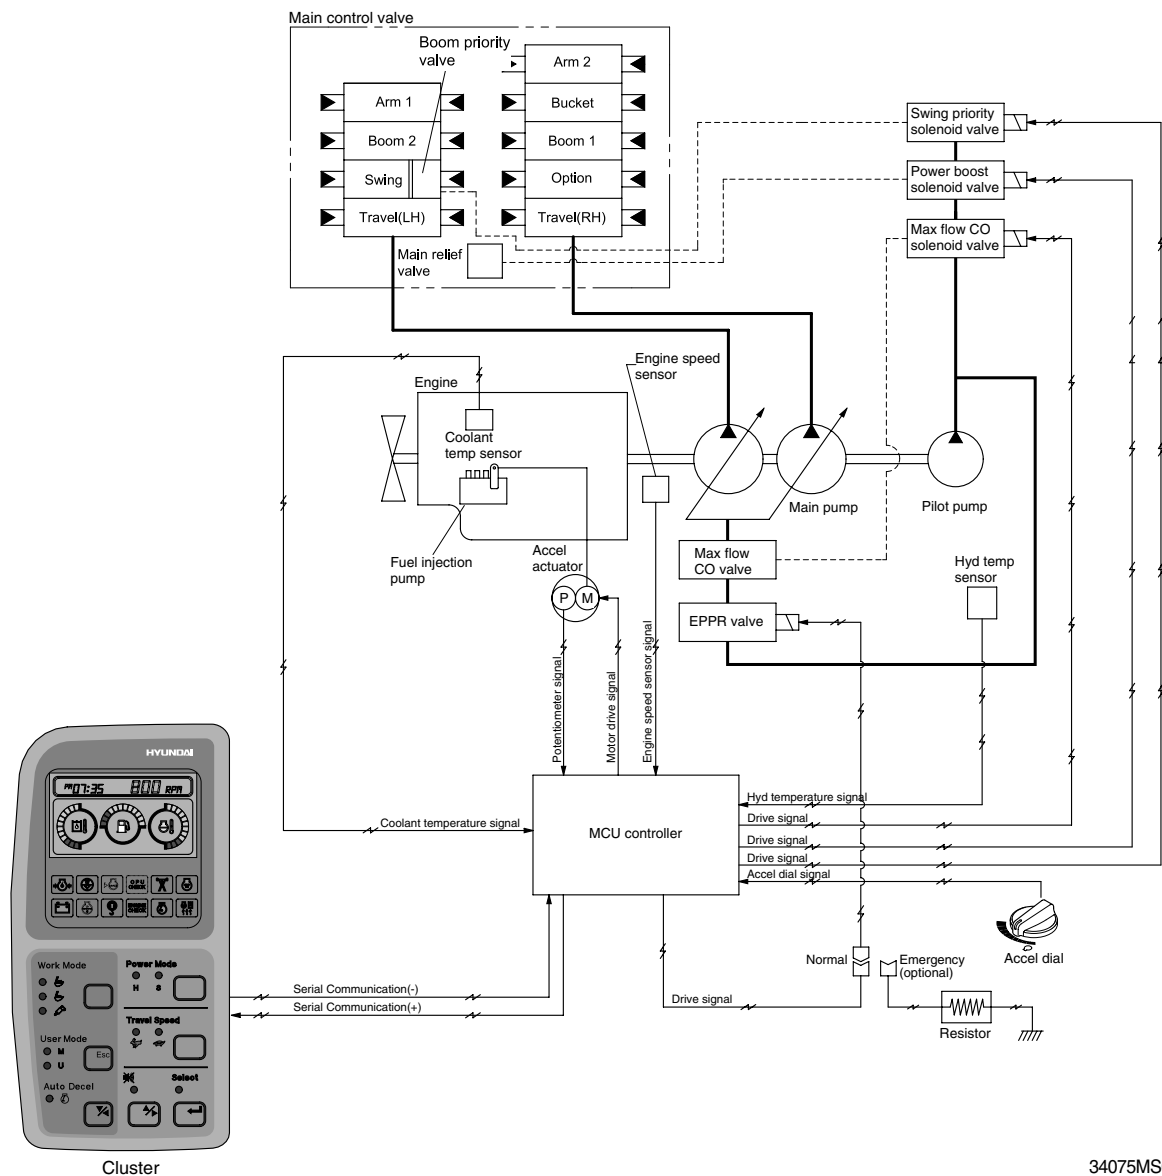 Main control valve
Boom priority
valve
Arm 1
Boom 2
Swing
Travel(LH)
Arm 2
Bucket
Boom 1
Option
Travel(RH)
Main relief
valve
Swing priority
solenoid valve
Power boost
solenoid valve
Max flow CO
solenoid valve
Engine speed
sensor
Engine
Coolant
temp sensor
Fuel injection
pump
Accel
actuator
P
M
Main pump
Pilot pump
Max flow
CO valve
EPPR valve
Hyd temp
sensor
Potentiometer signal
Motor drive signal
Engine speed sensor signal
MCU controller
Coolant temperature signal
Hyd temperature signal
Drive signal
Drive signal
Drive signal
Accel dial signal
Accel dial
Normal
Emergency
(optional)
Drive signal
Resistor
Serial Communication(-)
Serial Communication(+)
HYUNDAI
PM 07:35 800 RPM
CPU
CHECK
ENGINE
CHECK
Work Mode
Power Mode
H S
Travel Speed
User Mode
M
U
Esc
Auto Decel
Select
Cluster
34075MS